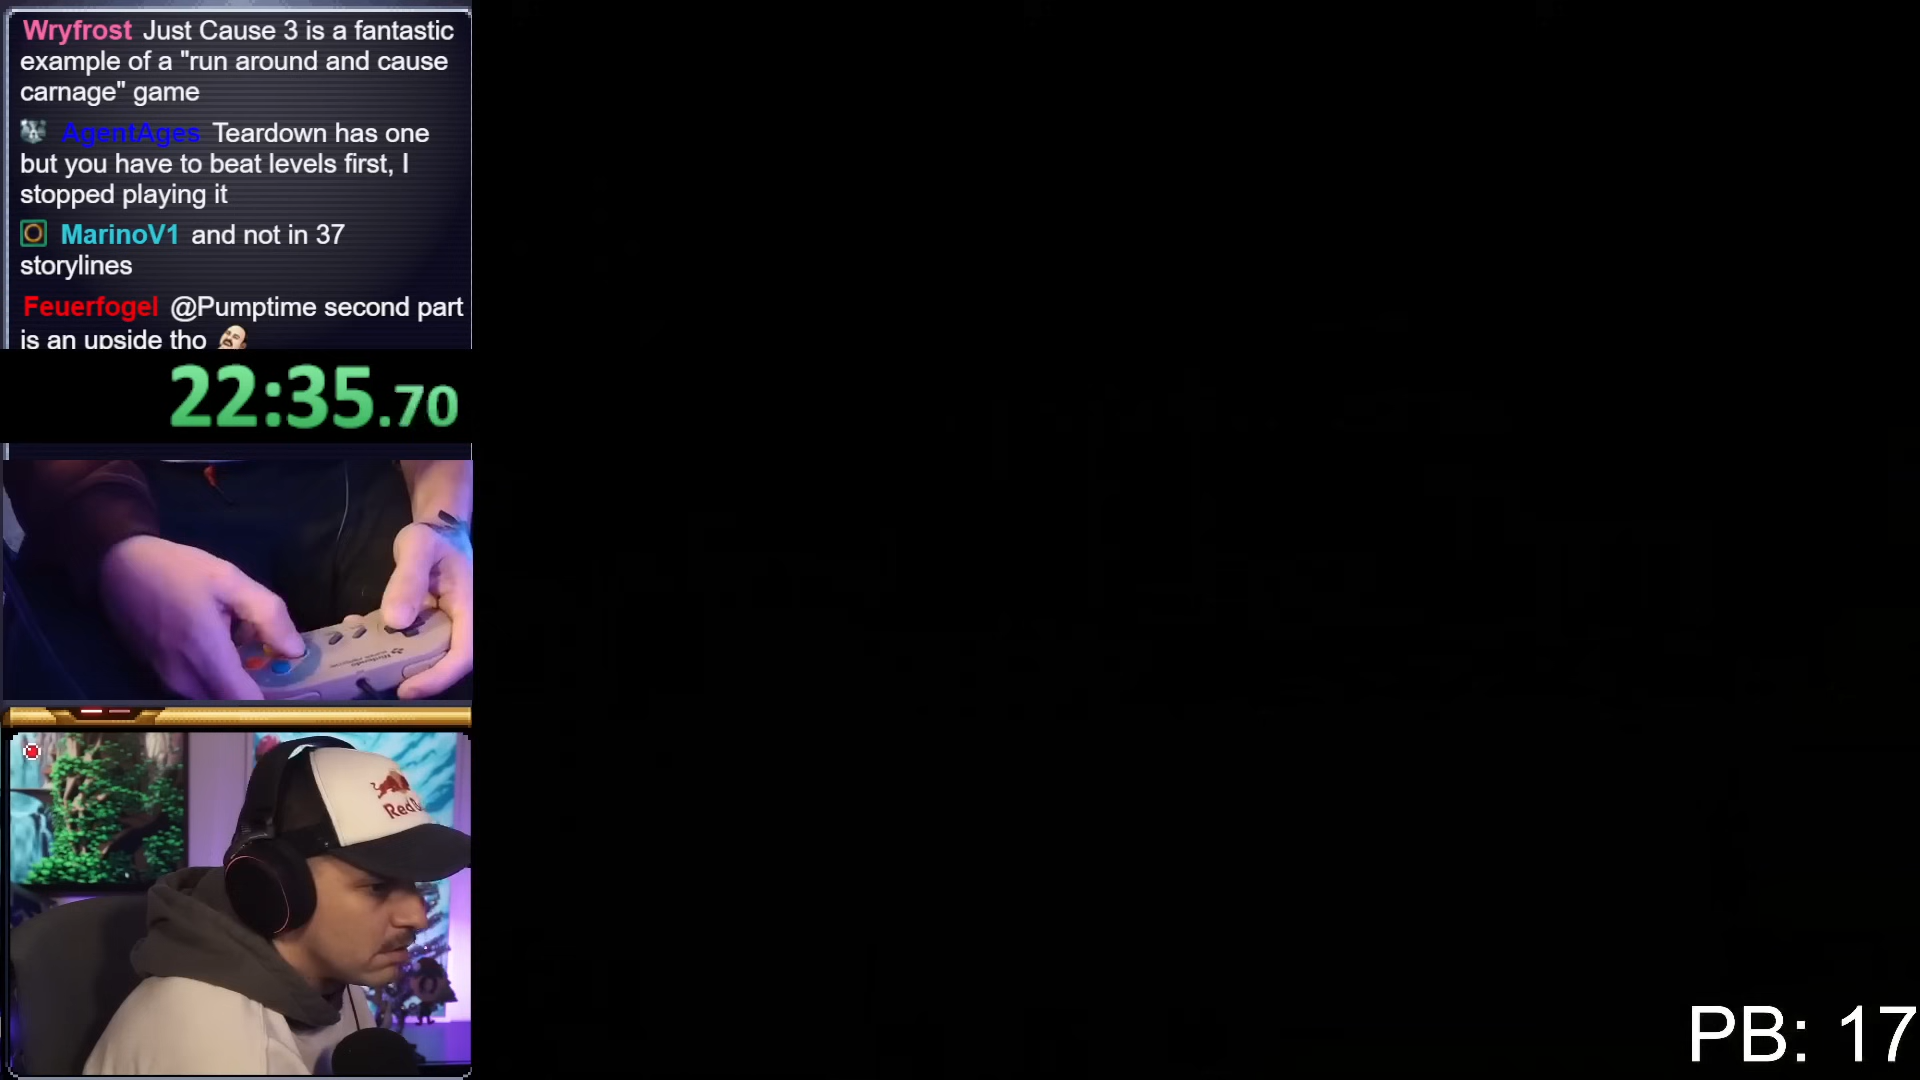 Wryfrost Just Cause 3 is a fantastic
example of a "run around and cause
carnage" game
AgentAges Teardown has one
but you have to beat levels first, I
stopped playing it
MarinoV1 and not in 37
storylines
Feuerfogel @Pumptime second part
is an upside tho
22:35.70
Red
PB: 17